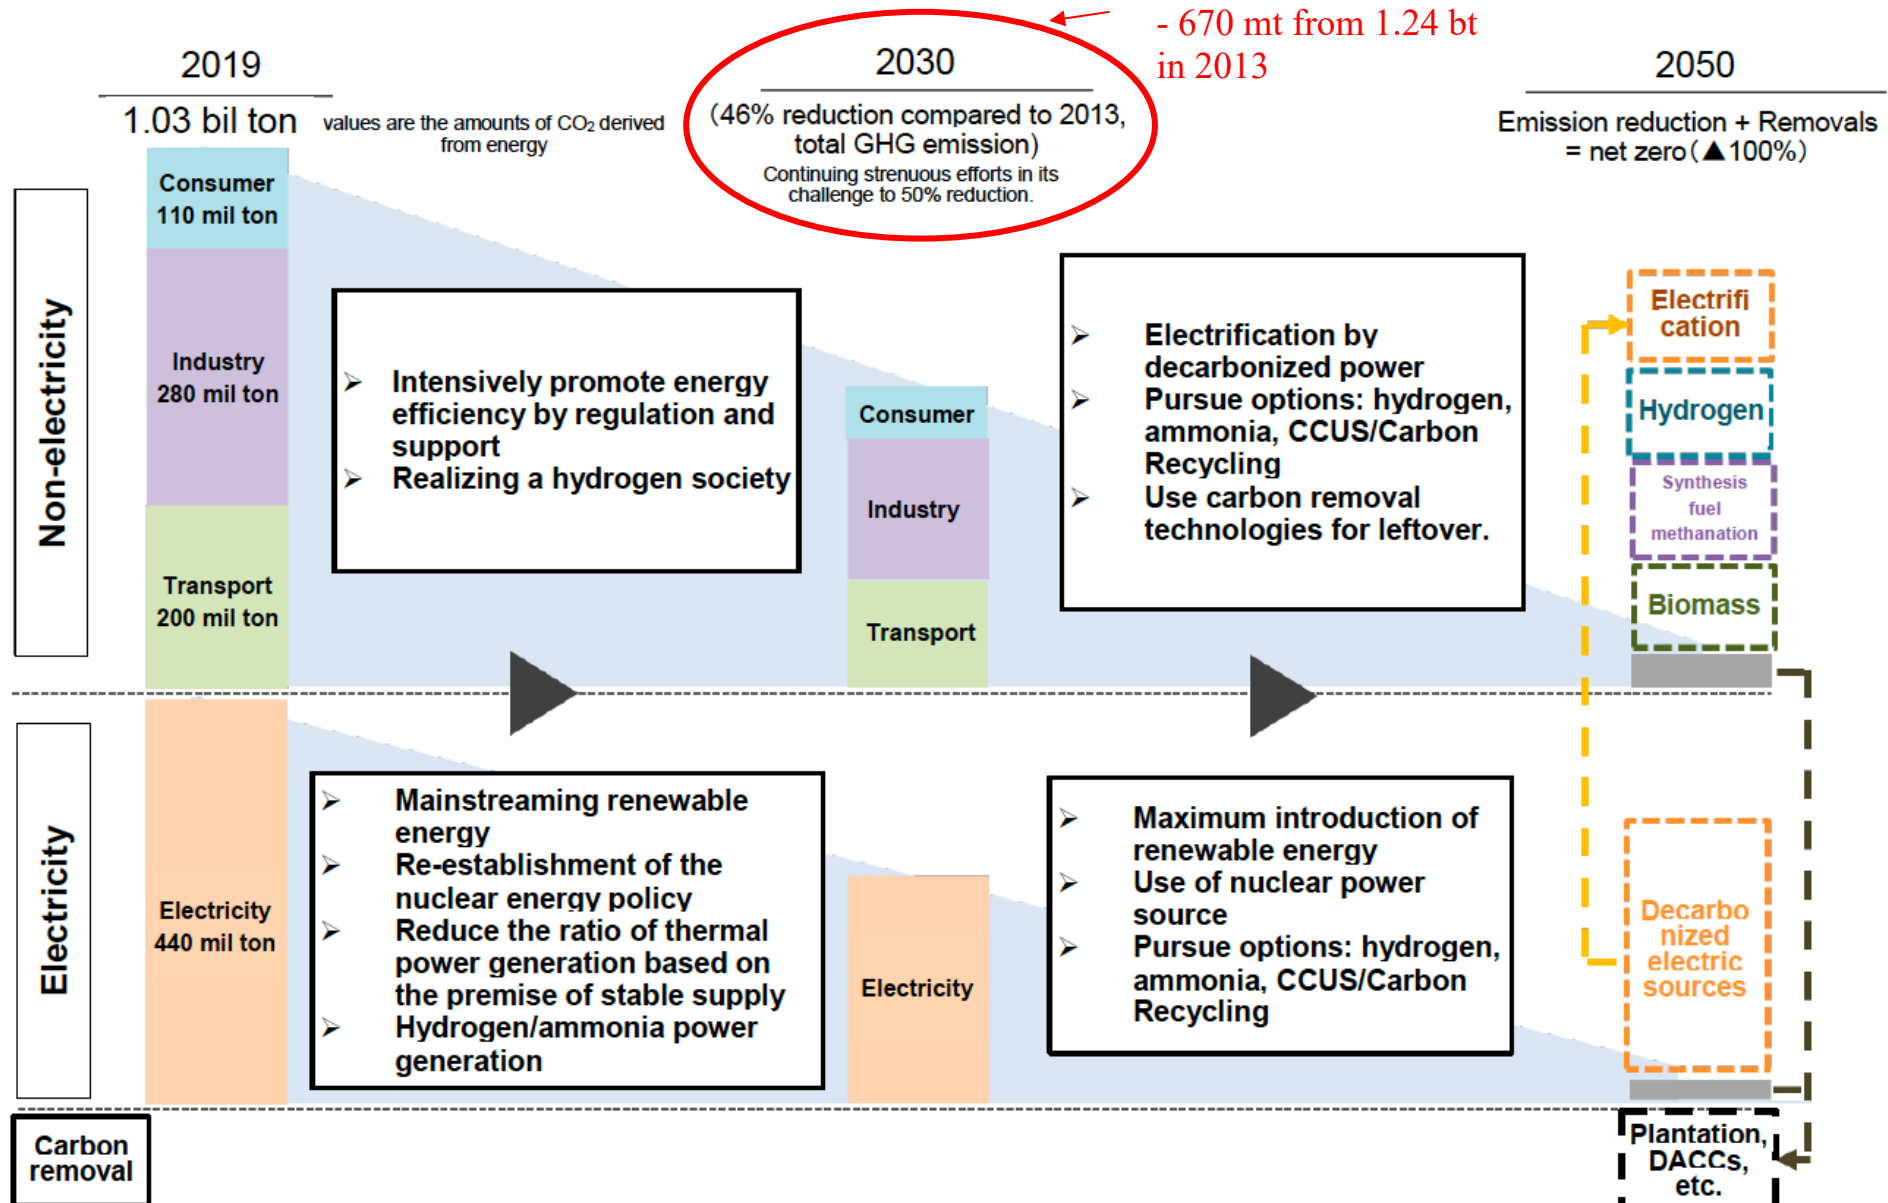 - 670 mt from 1.24 bt
in 2013
2019
1.03 bil ton
values are the amounts of CO₂ derived
from energy
2030
(46% reduction compared to 2013,
total GHG emission)
Continuing strenuous efforts in its
challenge to 50% reduction.
2050
Emission reduction + Removals
= net zero(▲100%)
Non-electricity
Consumer
110 mil ton
Industry
280 mil ton
Transport
200 mil ton
➢ Intensively promote energy
efficiency by regulation and
support
➢ Realizing a hydrogen society
Consumer
Industry
Transport
➢ Electrification by
decarbonized power
➢ Pursue options: hydrogen,
ammonia, CCUS/Carbon
Recycling
➢ Use carbon removal
technologies for leftover.
Electrifi
cation
Hydrogen
Synthesis
fuel
methanation
Biomass
Electricity
Electricity
440 mil ton
➢ Mainstreaming renewable
energy
➢ Re-establishment of the
nuclear energy policy
➢ Reduce the ratio of thermal
power generation based on
the premise of stable supply
➢ Hydrogen/ammonia power
generation
Electricity
➢ Maximum introduction of
renewable energy
➢ Use of nuclear power
source
➢ Pursue options: hydrogen,
ammonia, CCUS/Carbon
Recycling
Decarbo
nized
electric
sources
Carbon
removal
Plantation,
DACCs,
etc.